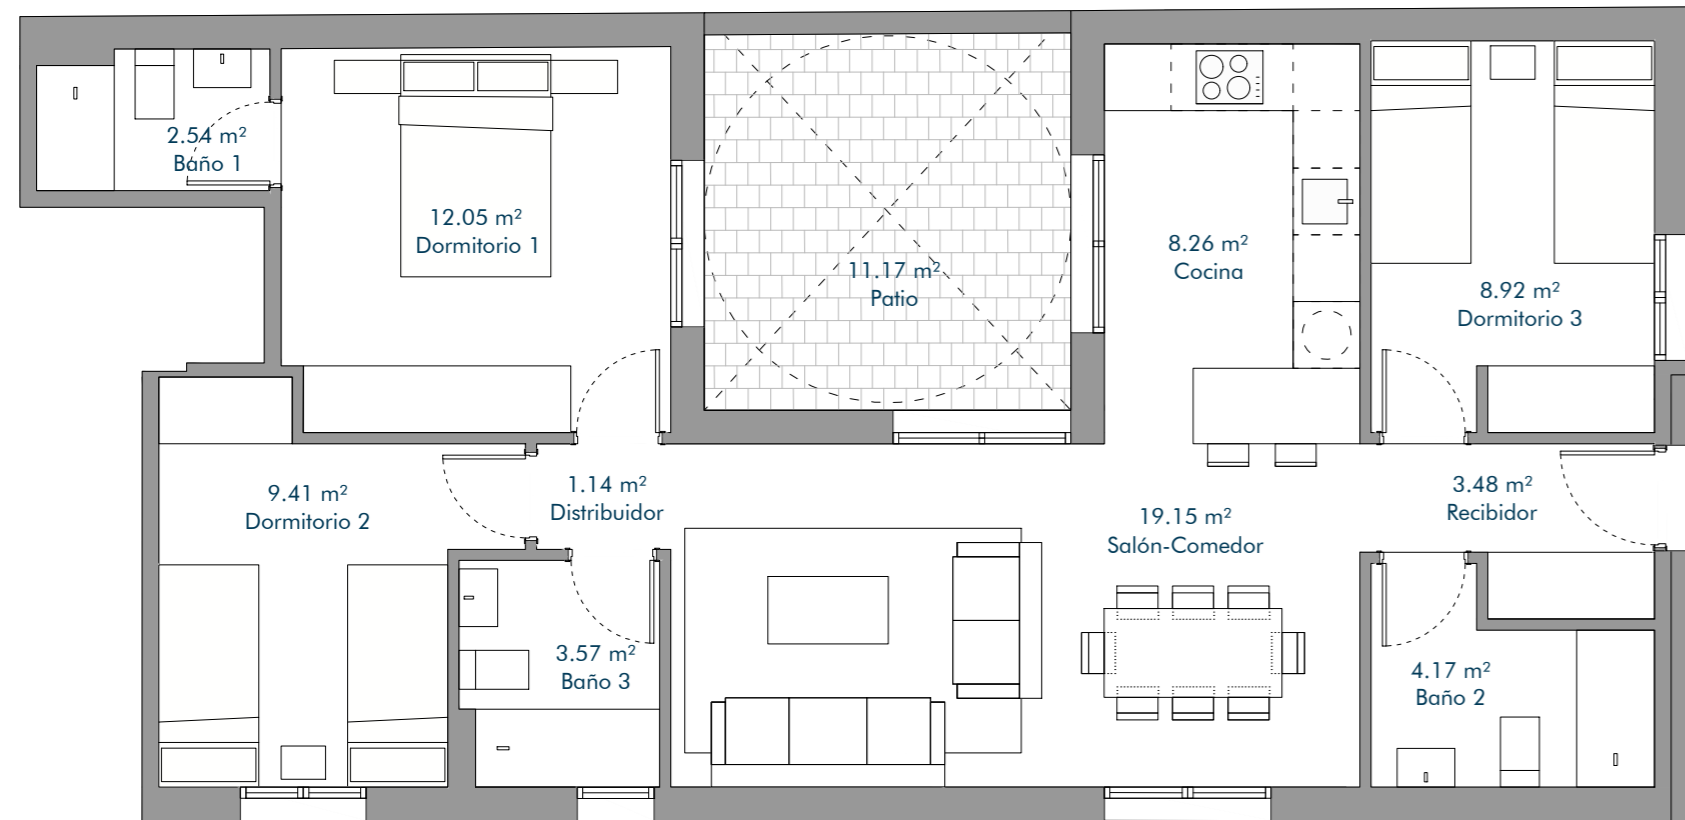 2.54 m²
Baño 1
12.05 m²
Dormitorio 1
11.17 m²
Patio
8.26 m²
Cocina
8.92 m²
Dormitorio 3
9.41 m²
Dormitorio 2
1.14 m²
Distribuidor
19.15 m²
Salón-Comedor
3.48 m²
Recibidor
3.57 m²
Baño 3
4.17 m²
Baño 2